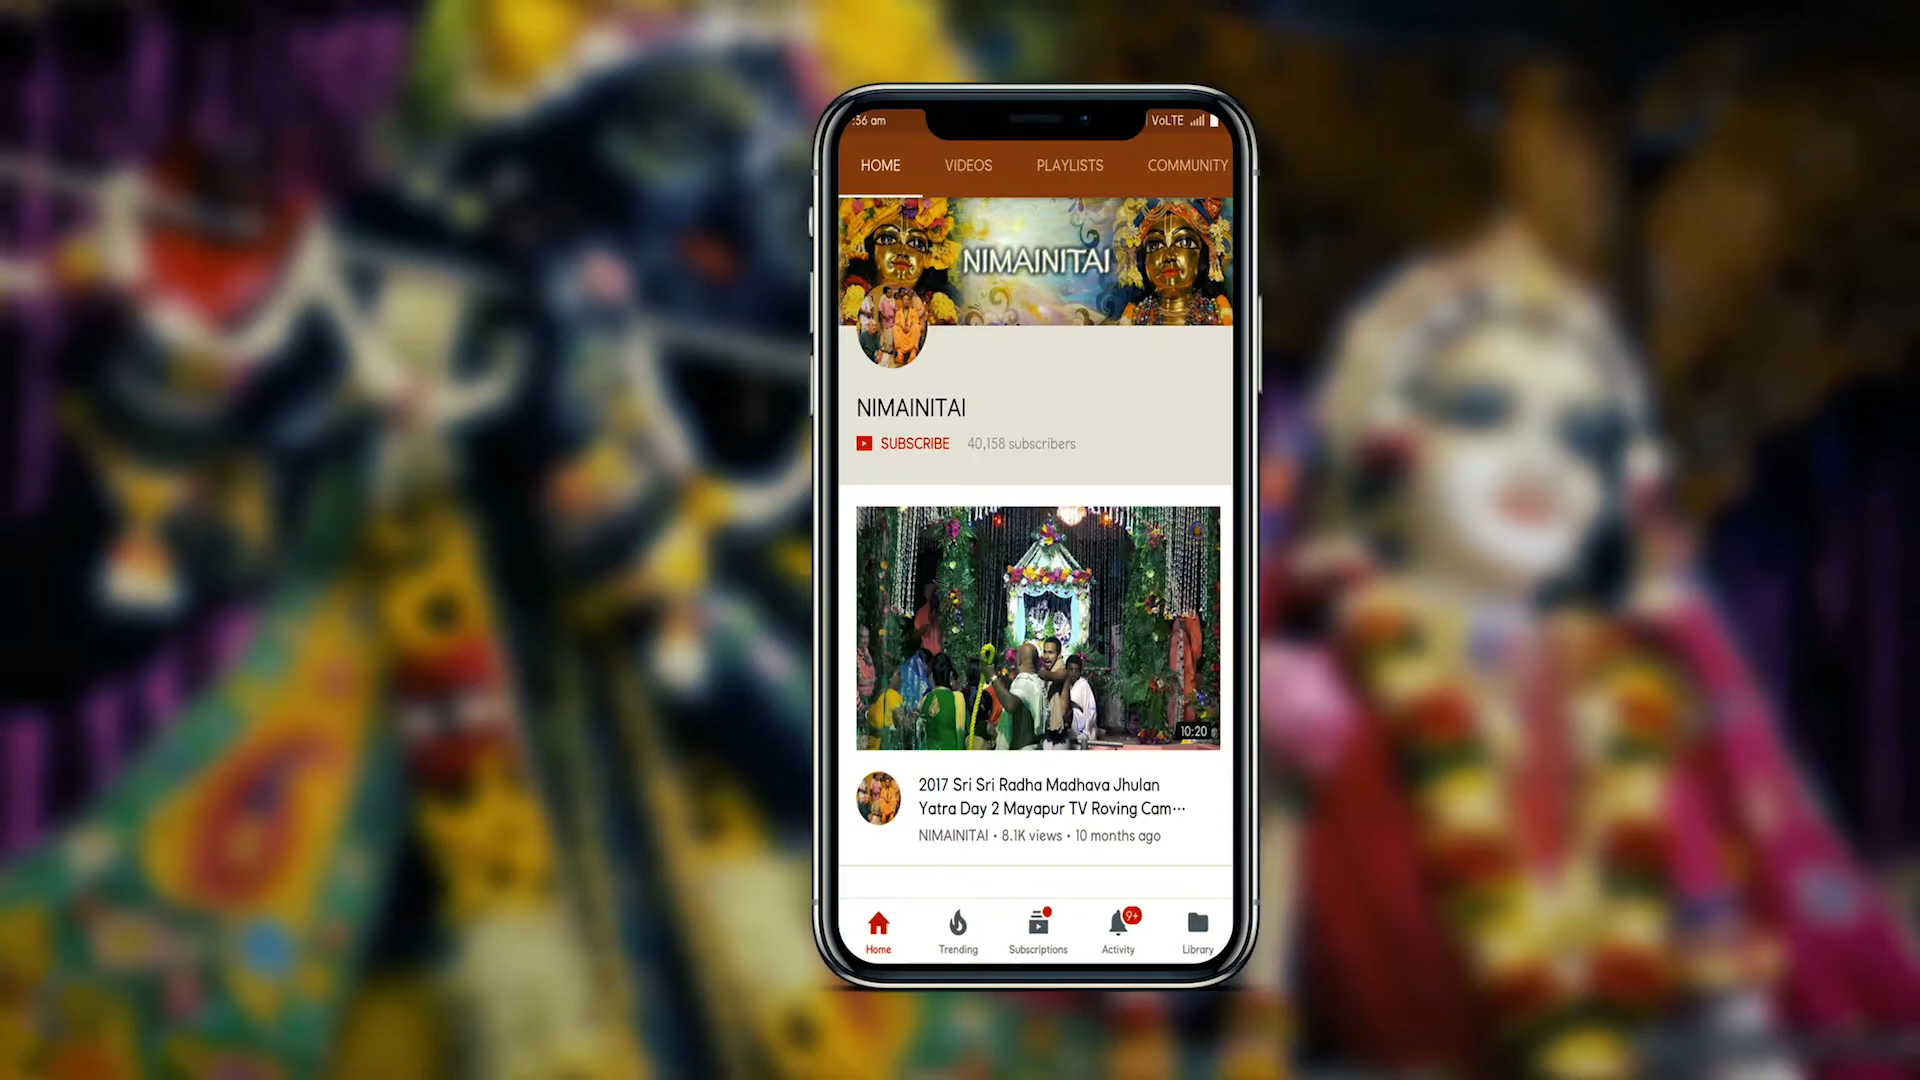 :36 am VoLTE
HOME VIDEOS PLAYLISTS COMMUNITY
NIMAINITAI
NIMAINITAI
SUBSCRIBE 40,158 subscribers
10:20
2017 Sri Sri Radha Madhava Jhulan
Yatra Day 2 Mayapur TV Roving Cam...
NIMAINITAI • 8.1K views • 10 months ago
9+
Home Trending Subscriptions Activity Library